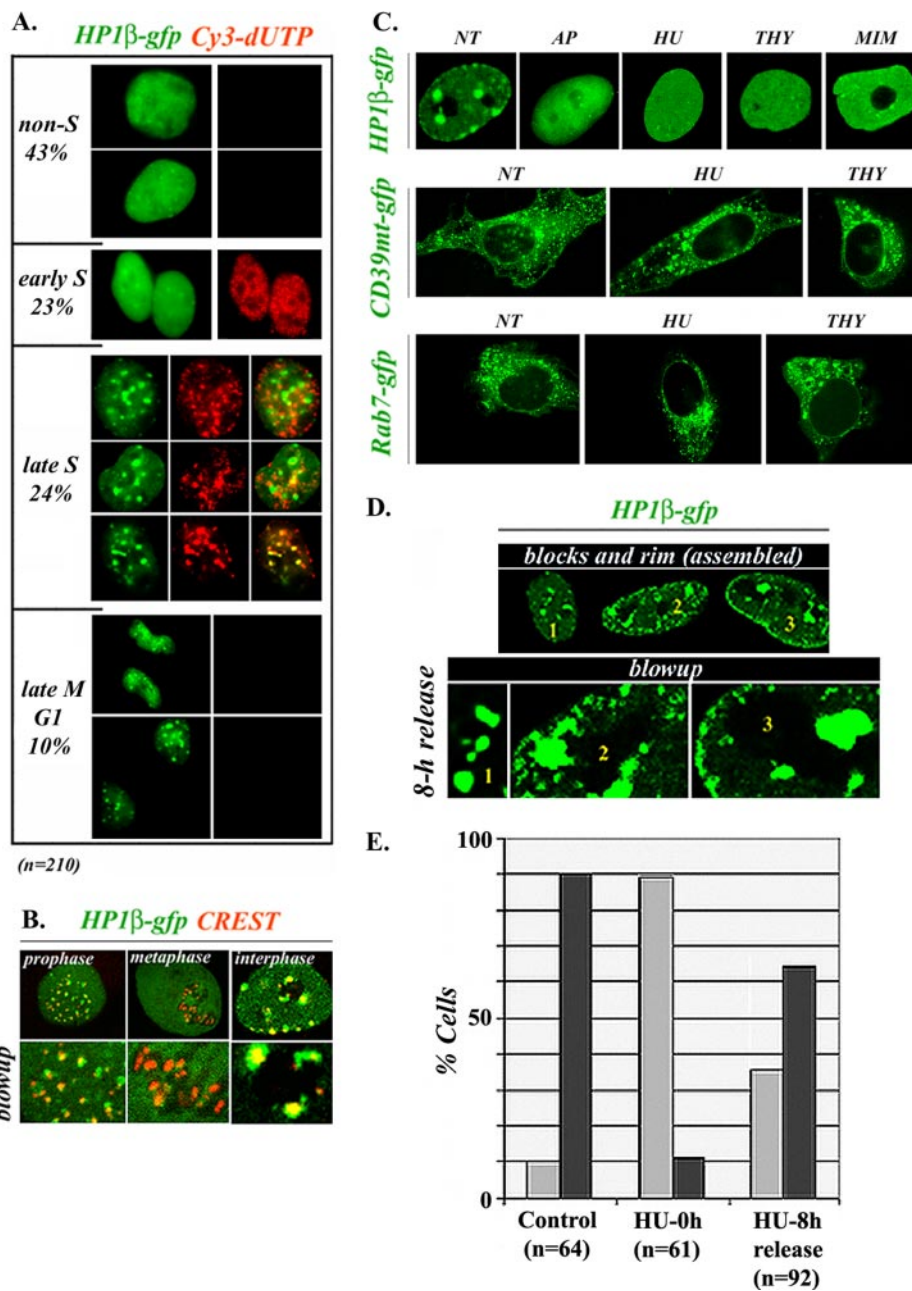 A.
HP1β-gfp Cy3-dUTP
non-S
43%
early S
23%
late S
24%
late M
G1
10%
(n=210)
B.
HP1β-gfp CREST
prophase metaphase interphase
blowup
C.
NT AP HU THY MIM
HP1β-gfp
NT HU THY
CD39mt-gfp
NT HU THY
Rab7-gfp
D.
HP1β-gfp
blocks and rim (assembled)
1 2 3
blowup
8-h release
1 2 3
E.
100
50
0
% Cells
Control HU-0h HU-8h
(n=64) (n=61) release
(n=92)